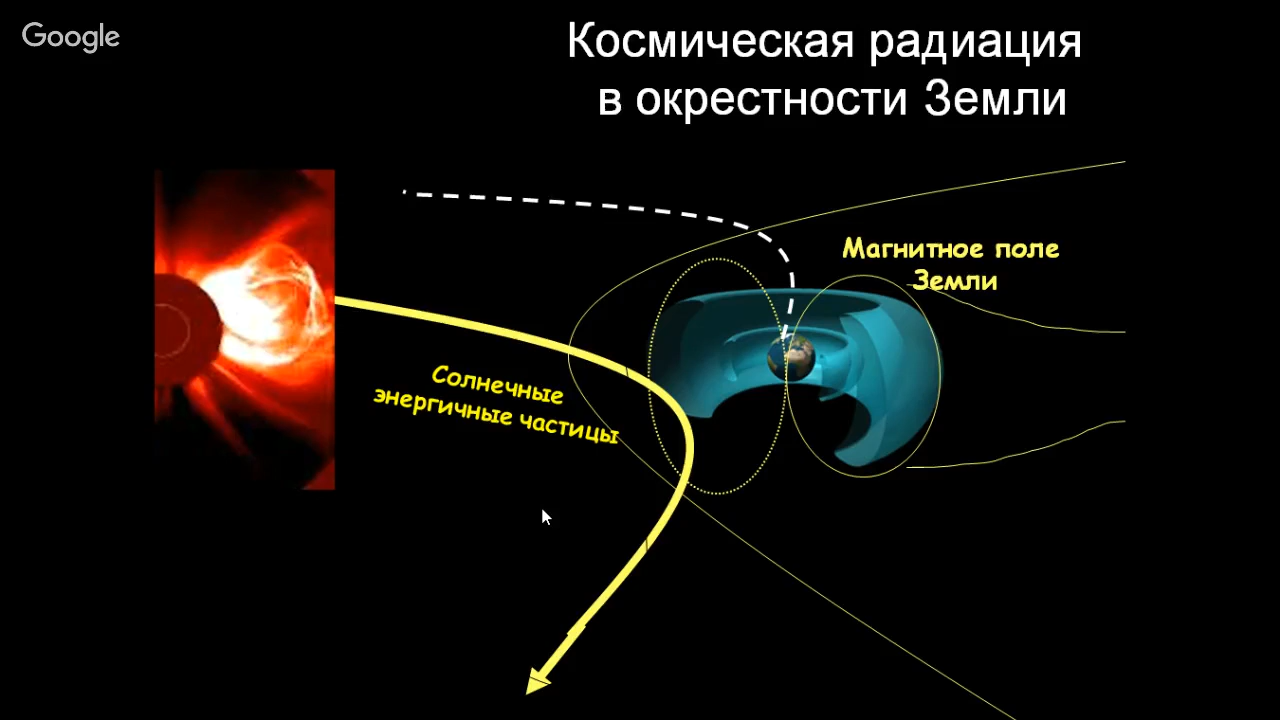 Google
Космическая радиация
в окрестности Земли
Магнитное поле
Земли
Солнечные
энергичные частицы